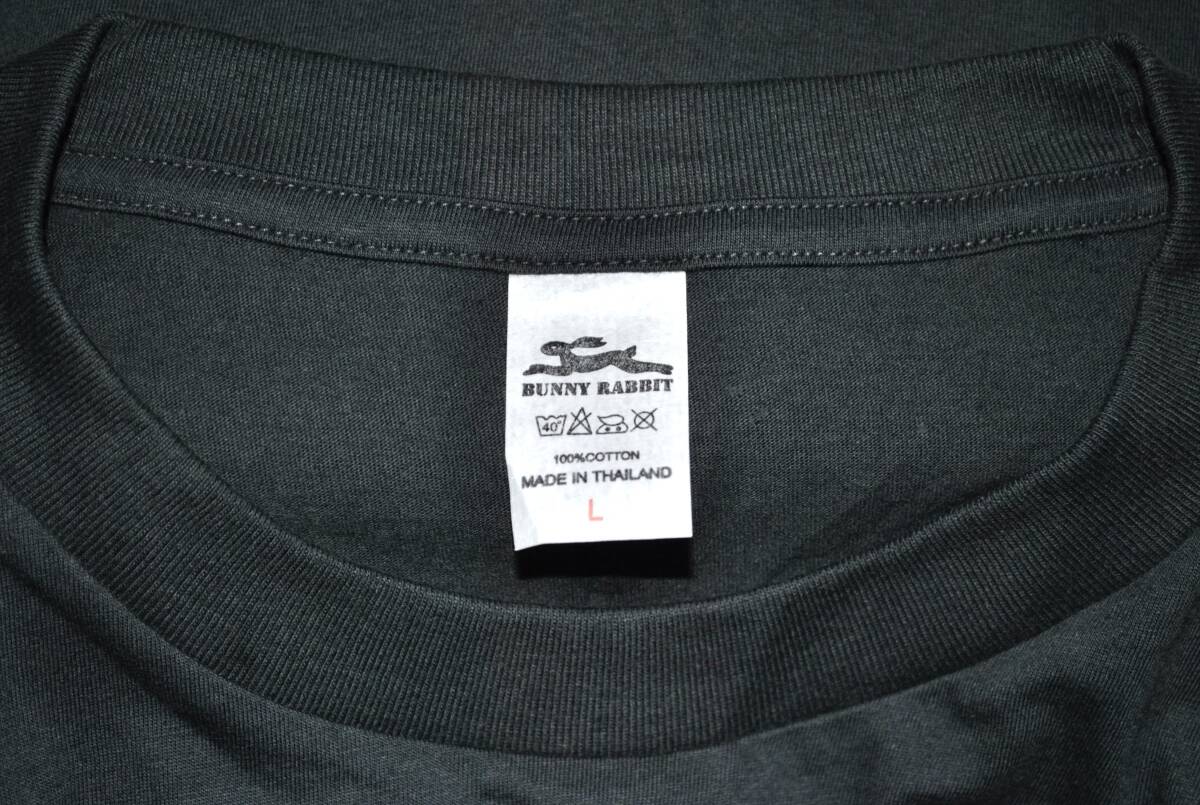 BUNNY RABBIT
40°
100%COTTON
MADE IN THAILAND
L